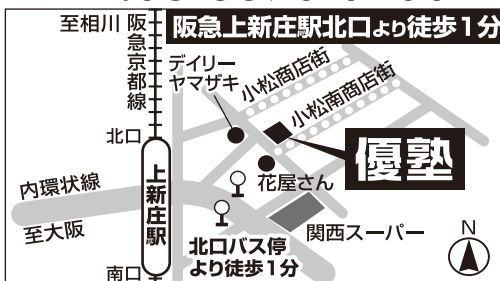 至相川
阪急京都線
阪急上新庄駅北口より徒歩1分
デイリー
ヤマザキ
小松商店街
小松南商店街
北口
優塾
上新庄駅
花屋さん
内環状線
至大阪
関西スーパー
北口バス停
より徒歩1分
N
南口